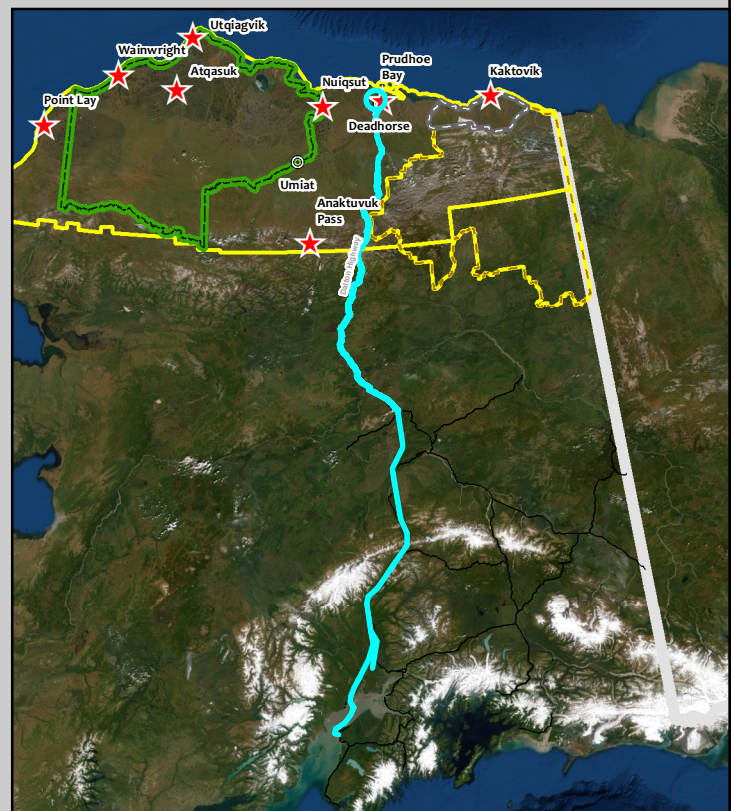 Utqiagvik
Wainwright
Atqasuk
Point Lay
Nuiqsut
Prudhoe
Bay
Kaktovik
Deadhorse
Umiat
Anaktuvuk
Pass
Dalton Highway